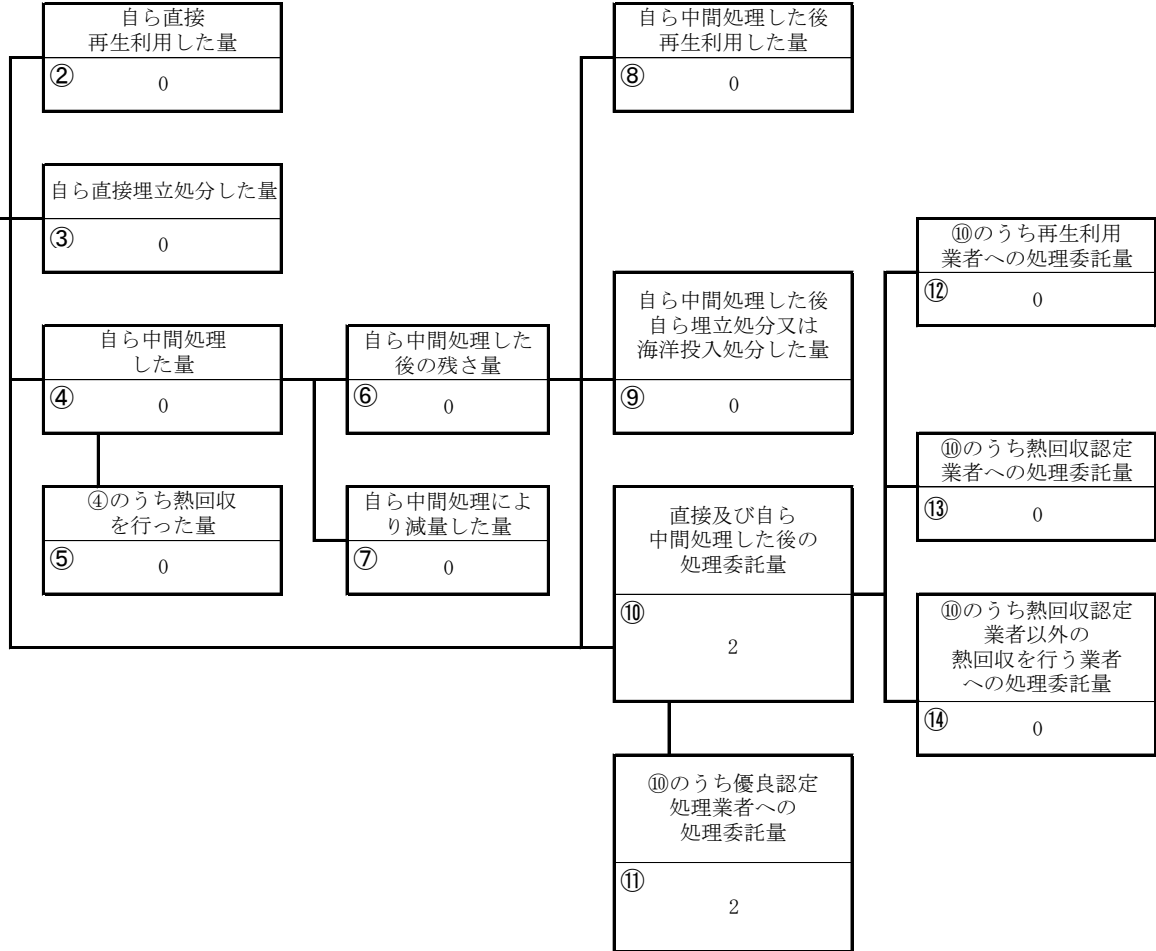 自ら直接
再生利用した量
② 0
自ら直接埋立処分した量
③ 0
自ら中間処理
した量
④ 0
④のうち熱回収
を行った量
⑤ 0
自ら中間処理した
後の残さ量
⑥ 0
自ら中間処理によ
り減量した量
⑦ 0
自ら中間処理した後
再生利用した量
⑧ 0
自ら中間処理した後
自ら埋立処分又は
海洋投入処分した量
⑨ 0
直接及び自ら
中間処理した後の
処理委託量
⑩
2
⑩のうち優良認定
処理業者への
処理委託量
⑪
2
⑩のうち再生利用
業者への処理委託量
⑫ 0
⑩のうち熱回収認定
業者への処理委託量
⑬ 0
⑩のうち熱回収認定
業者以外の
熱回収を行う業者
への処理委託量
⑭ 0